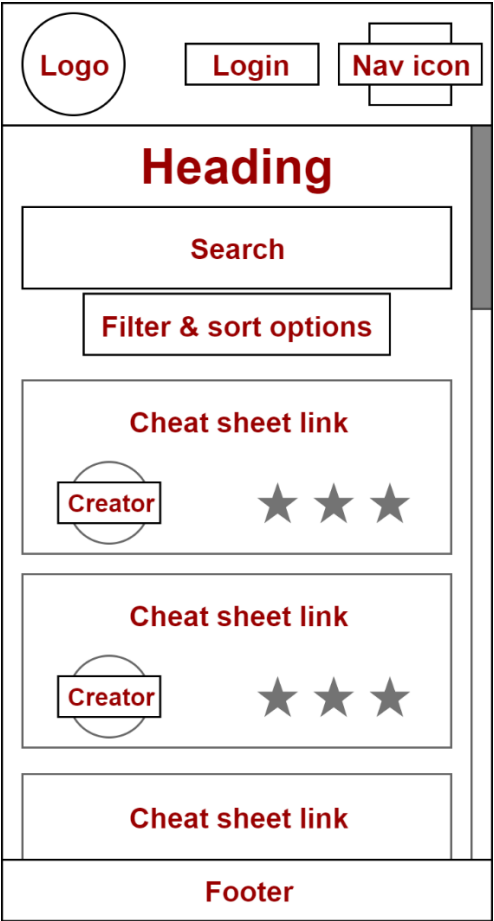 Logo
Login
Nav icon
Heading
Search
Filter & sort options
Cheat sheet link
Creator
Cheat sheet link
Creator
Cheat sheet link
Footer